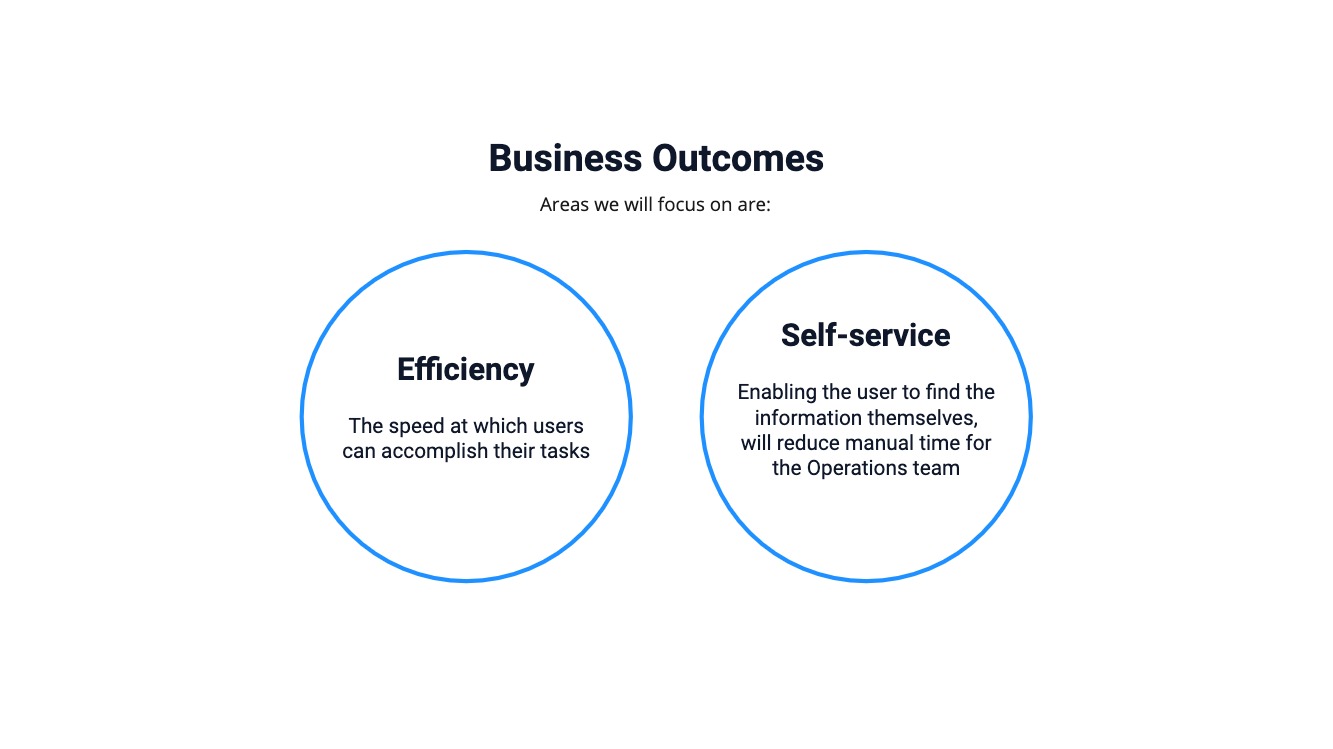 Business Outcomes
Areas we will focus on are:
Efficiency
The speed at which users
can accomplish their tasks
Self-service
Enabling the user to find the
information themselves,
will reduce manual time for
the Operations team